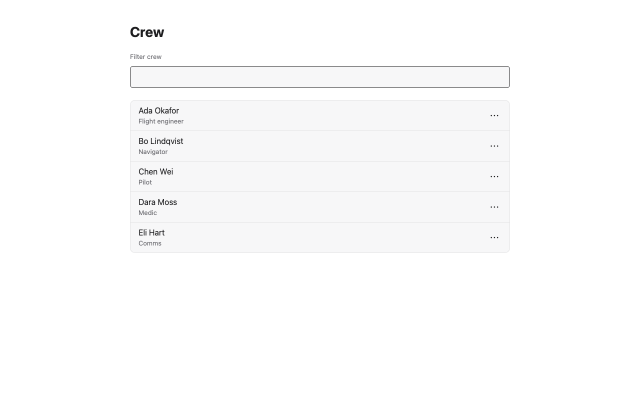 Crew
Filter crew
Ada Okafor
Flight engineer
...
Bo Lindqvist
Navigator
...
Chen Wei
Pilot
...
Dara Moss
Medic
...
Eli Hart
Comms
...